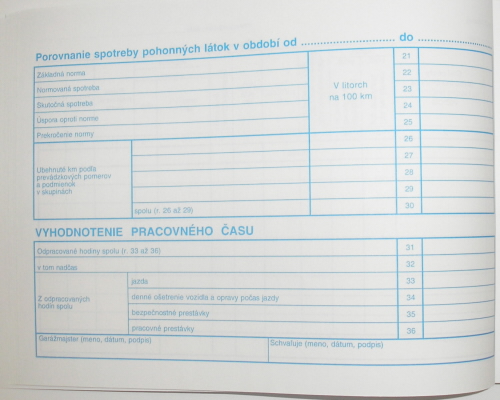 Porovnanie spotreby pohonných látok v období od ........................ do ........................
Základná norma 21
Normovaná spotreba 22
Skutočná spotreba V litroch na 100 km 23
Úspora oproti norme 24
Prekročenie normy 25
26
Ubehnuté km podľa 27
prevádzkových pomerov 28
a podmienok
v skupinách 29
spolu (r. 26 až 29) 30
VYHODNOTENIE PRACOVNÉHO ČASU
Odpracované hodiny spolu (r. 33 až 36) 31
v tom nadčas 32
jazda 33
Z odpracovaných denné ošetrenie vozidla a opravy počas jazdy 34
hodín spolu
bezpečnostné prestávky 35
pracovné prestávky 36
Garážmajster (meno, dátum, podpis) Schvaľuje (meno, dátum, podpis)